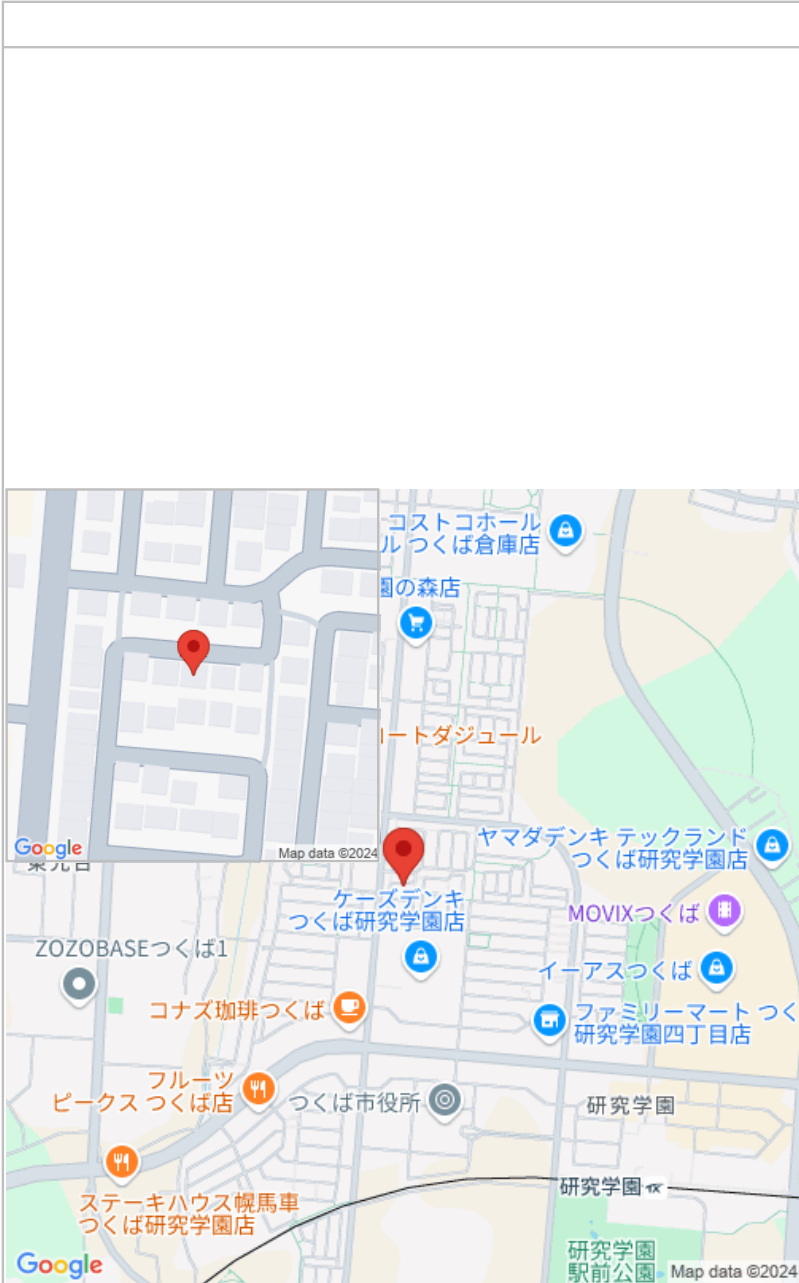 コストコホール
ル つくば倉庫店
園の森店
コートダジュール
Google
Map data ©2024
ヤマダデンキ テックランド
つくば研究学園店
ケーズデンキ
つくば研究学園店
MOVIXつくば
ZOZOBASEつくば1
イーアスつくば
コナズ珈琲つくば
ファミリーマート つく
研究学園四丁目店
フルーツ
ピークス つくば店
つくば市役所
研究学園
ステーキハウス幌馬車
つくば研究学園店
研究学園
TX
研究学園
駅前公園
Google
Map data ©2024